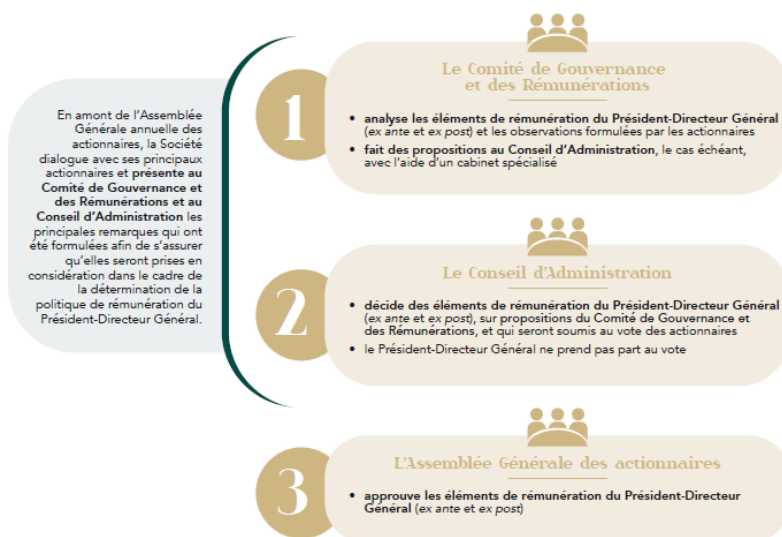 En amont de l'Assemblée
Générale annuelle des
actionnaires, la Société
dialogue avec ses principaux
actionnaires et présente au
Comité de Gouvernance et
des Rémunérations et au
Conseil d'Administration les
principales remarques qui ont
été formulées afin de s'assurer
qu'elles seront prises en
considération dans le cadre de
la détermination de la
politique de rémunération du
Président-Directeur Général.
1
Le Comité de Gouvernance
et des Rémunérations
• analyse les éléments de rémunération du Président-Directeur Général
(ex ante et ex post) et les observations formulées par les actionnaires
• fait des propositions au Conseil d'Administration, le cas échéant,
avec l'aide d'un cabinet spécialisé
2
Le Conseil d'Administration
• décide des éléments de rémunération du Président-Directeur Général
(ex ante et ex post), sur propositions du Comité de Gouvernance et
des Rémunérations, et qui seront soumis au vote des actionnaires
• le Président-Directeur Général ne prend pas part au vote
3
L'Assemblée Générale des actionnaires
• approuve les éléments de rémunération du Président-Directeur
Général (ex ante et ex post)